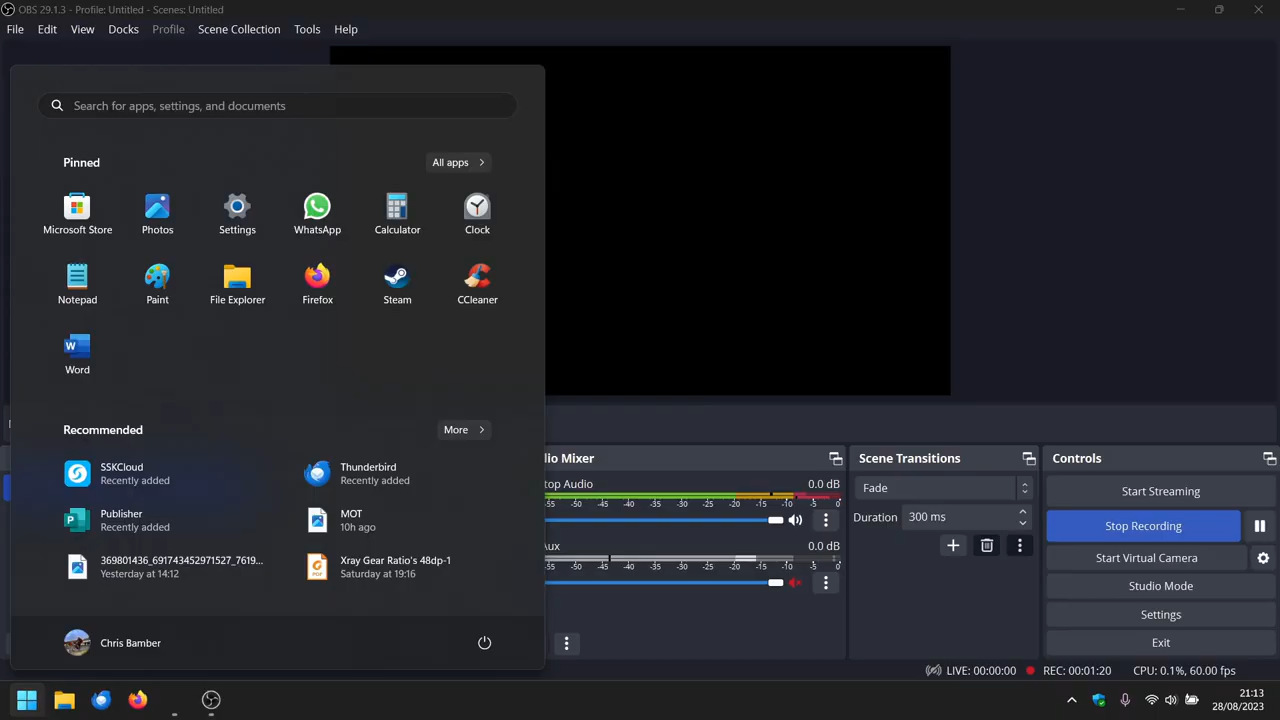 OBS 29.1.3 - Profile: Untitled - Scenes: Untitled
File Edit View Docks Profile Scene Collection Tools Help
Search for apps, settings, and documents
Pinned
All apps
Microsoft Store Photos Settings WhatsApp Calculator Clock
Notepad Paint File Explorer Firefox Steam CCleaner
Word
Recommended
More
SSKCloud
Recently added
Thunderbird
Recently added
Publisher
Recently added
MOT
10h ago
369801436_691743452971527_7619...
Yesterday at 14:12
Xray Gear Ratio's 48dp-1
Saturday at 19:16
Chris Bamber
dio Mixer
top Audio 0.0 dB
-55 -50 -45 -40 -35 -30 -25 -20 -15 -10 -5 0
Aux 0.0 dB
-55 -50 -45 -40 -35 -30 -25 -20 -15 -10 -5 0
Scene Transitions
Fade
Duration 300 ms
Controls
Start Streaming
Stop Recording
Start Virtual Camera
Studio Mode
Settings
Exit
LIVE: 00:00:00 REC: 00:01:20 CPU: 0.1%, 60.00 fps
21:13
28/08/2023